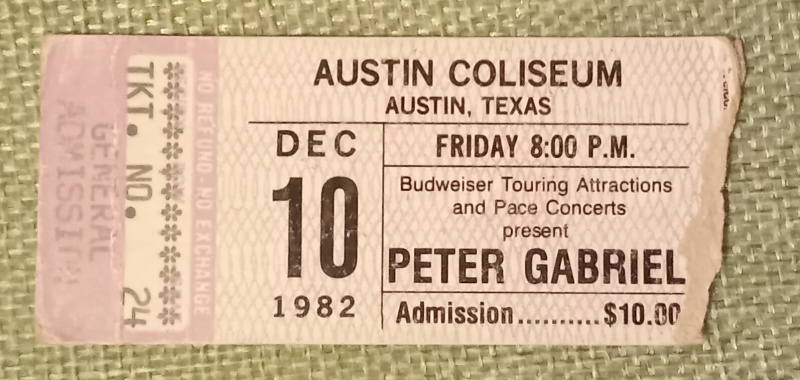 GENERAL
ADMISSION
TKT. NO. 24
NO REFUND-NO EXCHANGE
AUSTIN COLISEUM
AUSTIN, TEXAS
DEC
10
1982
FRIDAY 8:00 P.M.
Budweiser Touring Attractions
and Pace Concerts
present
PETER GABRIEL
Admission..........$10.00